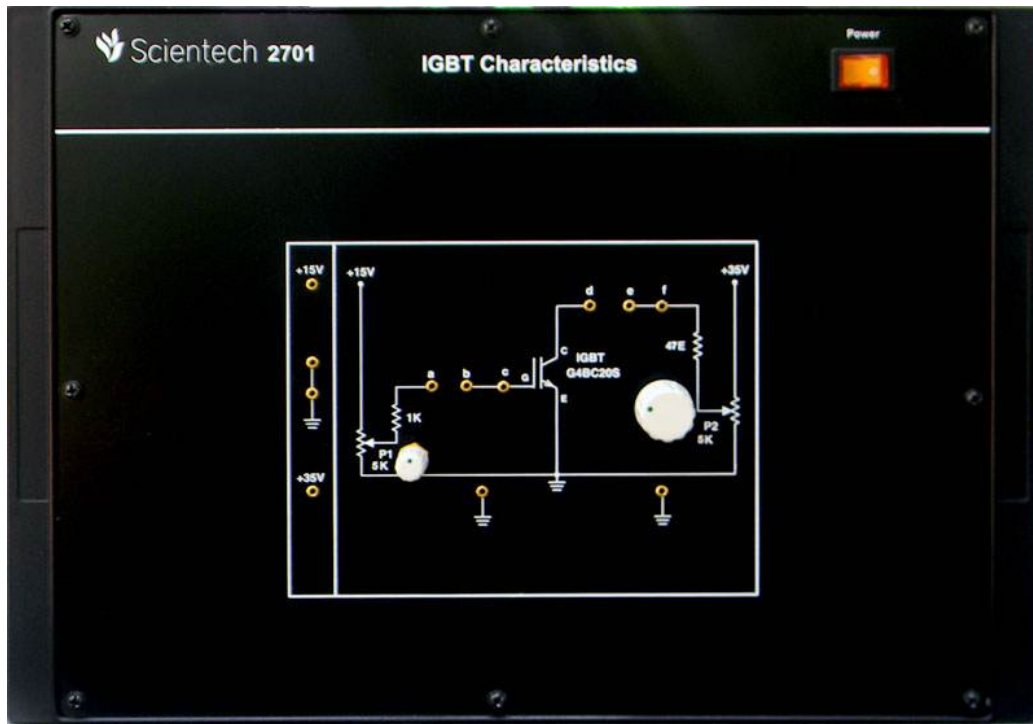 Scientech 2701
IGBT Characteristics
Power
+15V
+35V
+15V
+35V
a
b
c
d
e
f
1K
P1
5K
G
C
E
IGBT
G4BC20S
47E
P2
5K